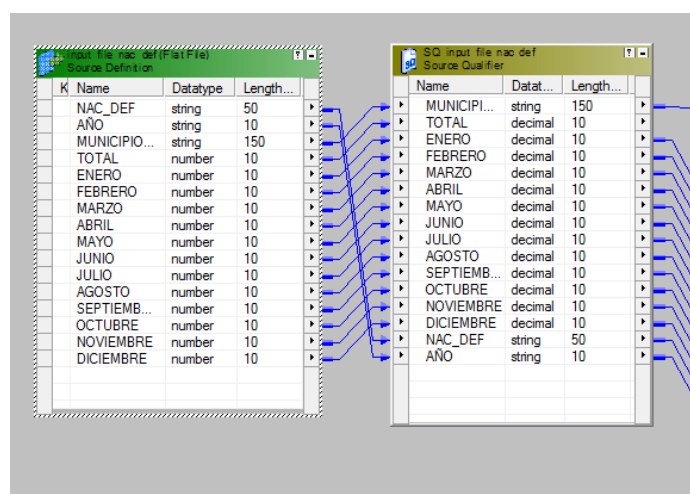 input file nac def (Flat File)
Source Definition
K Name Datatype Length...
NAC_DEF string 50
AÑO string 10
MUNICIPIO... string 150
TOTAL number 10
ENERO number 10
FEBRERO number 10
MARZO number 10
ABRIL number 10
MAYO number 10
JUNIO number 10
JULIO number 10
AGOSTO number 10
SEPTIEMB... number 10
OCTUBRE number 10
NOVIEMBRE number 10
DICIEMBRE number 10
SQ input file nac def
Source Qualifier
Name Datat... Length...
MUNICIPI... string 150
TOTAL decimal 10
ENERO decimal 10
FEBRERO decimal 10
MARZO decimal 10
ABRIL decimal 10
MAYO decimal 10
JUNIO decimal 10
JULIO decimal 10
AGOSTO decimal 10
SEPTIEMB... decimal 10
OCTUBRE decimal 10
NOVIEMBRE decimal 10
DICIEMBRE decimal 10
NAC_DEF string 50
AÑO string 10